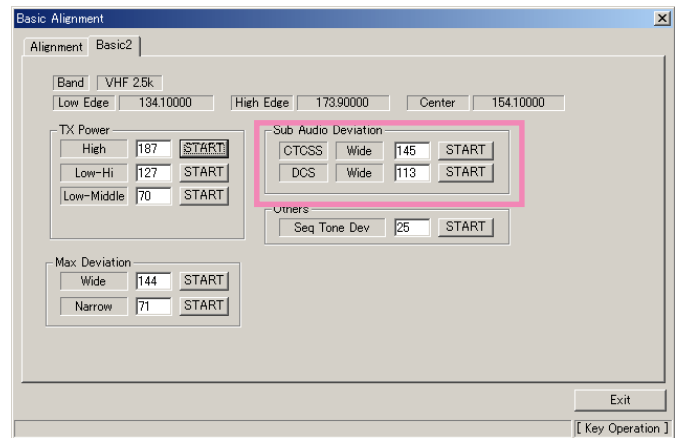 Basic Alignment
Alignment Basic2
Band VHF 2.5k
Low Edge 134.10000 High Edge 173.90000 Center 154.10000
TX Power
High 187 START
Low-Hi 127 START
Low-Middle 70 START
Sub Audio Deviation
CTCSS Wide 145 START
DCS Wide 113 START
Others
Seq Tone Dev 25 START
Max Deviation
Wide 144 START
Narrow 71 START
Exit
[ Key Operation ]